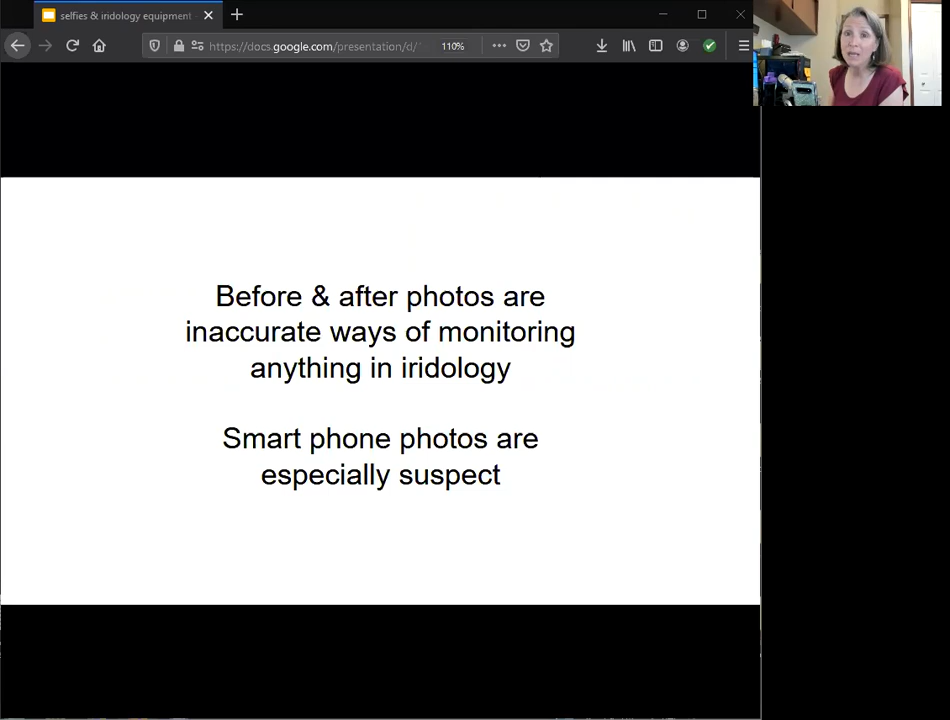 selfies & iridology equipment
https://docs.google.com/presentation/d/
110%
Before & after photos are
inaccurate ways of monitoring
anything in iridology
Smart phone photos are
especially suspect